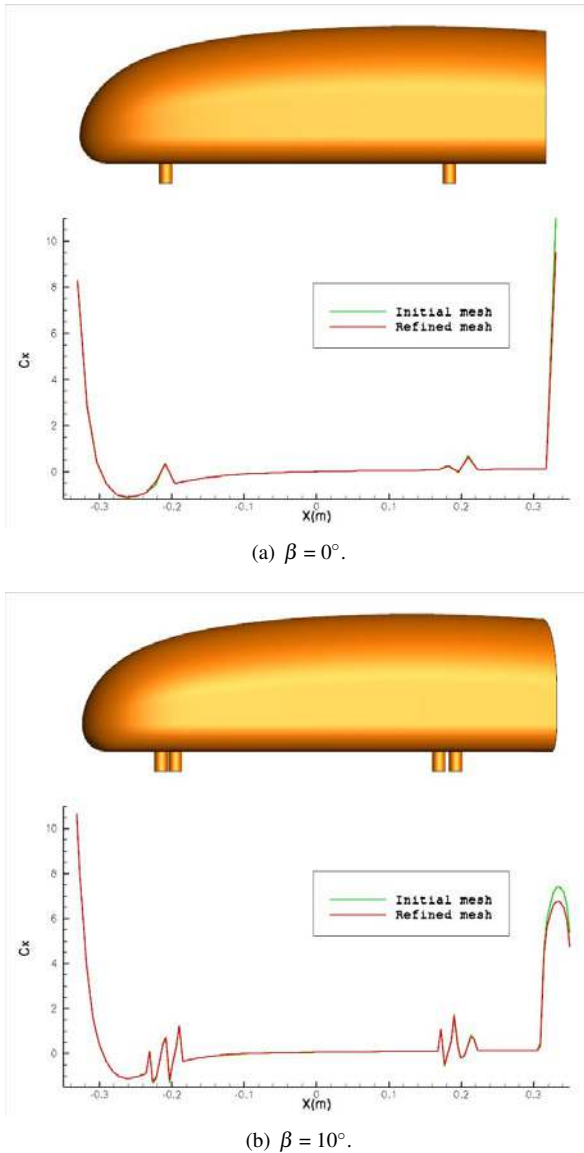 10
8
6
4
2
0
Cx
Initial mesh
Refined mesh
-0.3
-0.2
-0.1
0
0.1
0.2
0.3
X(m)
(a) β = 0°.
10
8
6
4
2
0
Cx
Initial mesh
Refined mesh
-0.3
-0.2
-0.1
0
0.1
0.2
0.3
X(m)
(b) β = 10°.